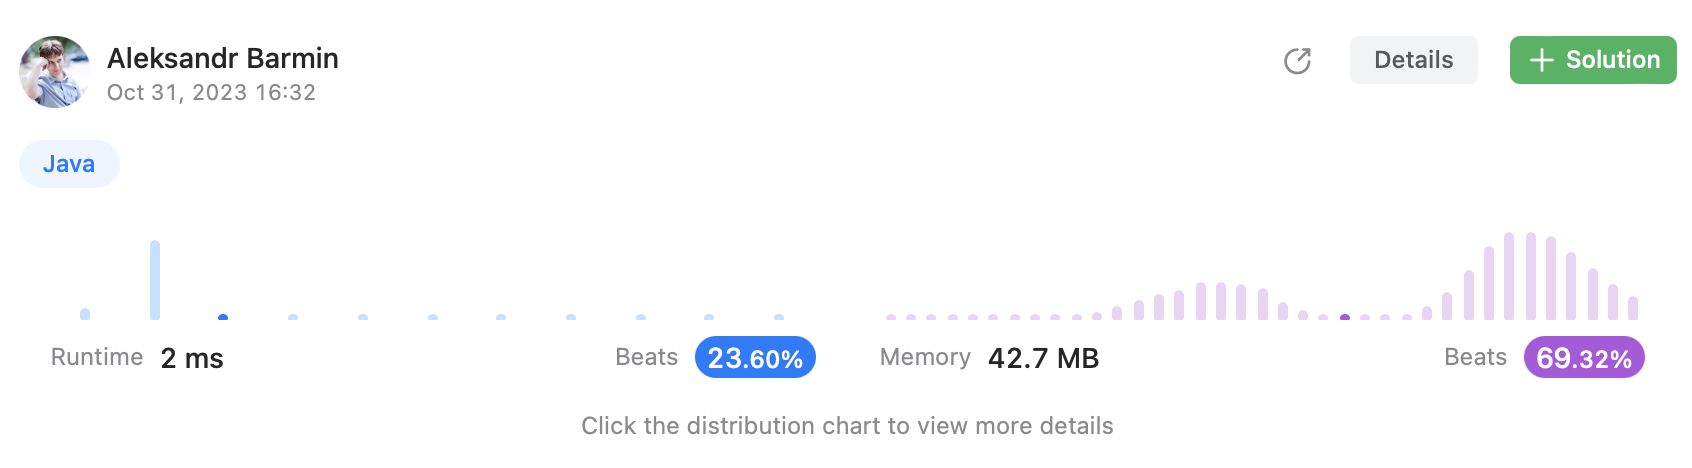 Aleksandr Barmin
Oct 31, 2023 16:32
Details
Solution
Java
Runtime 2 ms
Beats 23.60%
Memory 42.7 MB
Beats 69.32%
Click the distribution chart to view more details